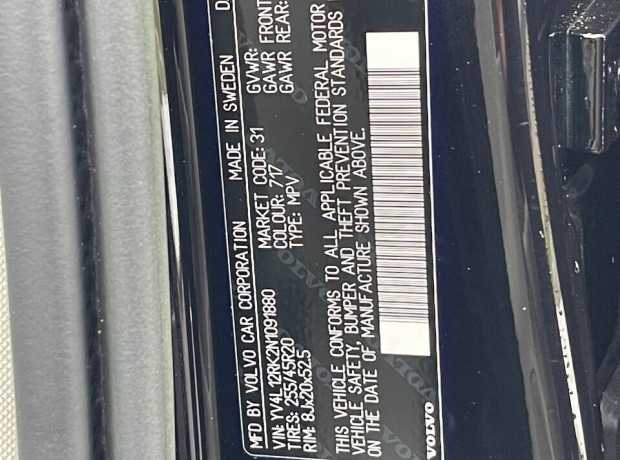 MFD BY VOLVO CAR CORPORATION MADE IN SWEDEN D
VIN: YV4L12RK2N1091880 MARKET CODE: 31 GVWR:
TIRES: 255/45R20 COLOUR: 717 GAWR FRONT
RIM: 8Jx20x52.5 TYPE: MPV GAWR REAR:
THIS VEHICLE CONFORMS TO ALL APPLICABLE FEDERAL MOTOR
VEHICLE SAFETY, BUMPER AND THEFT PREVENTION STANDARDS
ON THE DATE OF MANUFACTURE SHOWN ABOVE.
VOLVO